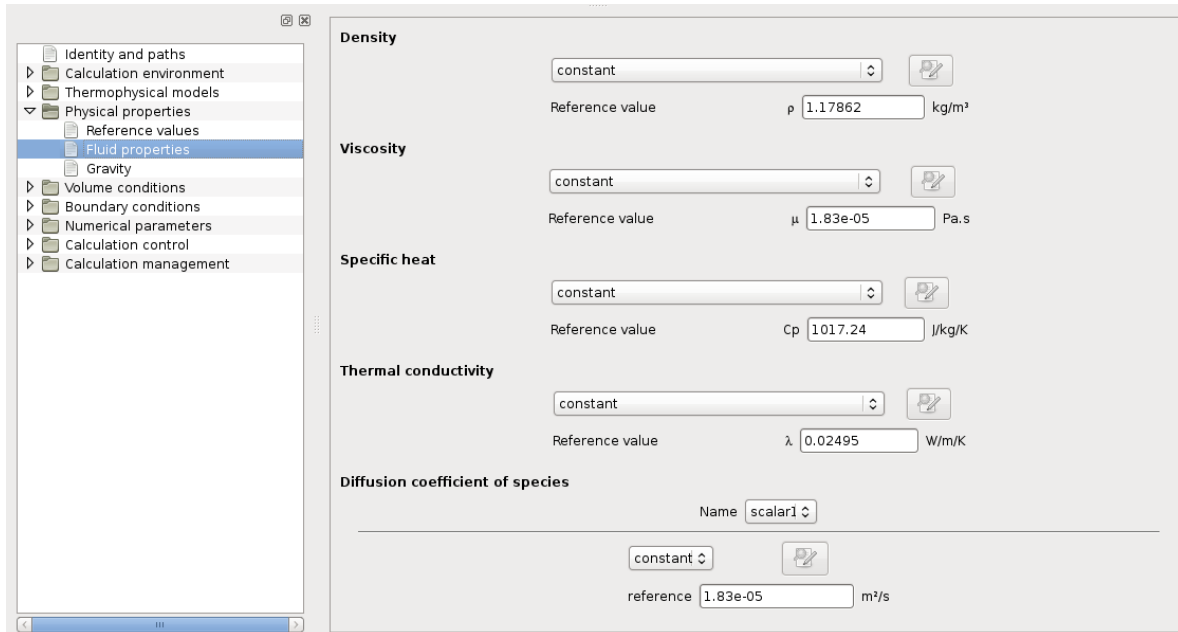 Identity and paths
Calculation environment
Thermophysical models
Physical properties
Reference values
Fluid properties
Gravity
Volume conditions
Boundary conditions
Numerical parameters
Calculation control
Calculation management
Density
constant
Reference value ρ 1.17862 kg/m³
Viscosity
constant
Reference value μ 1.83e-05 Pa.s
Specific heat
constant
Reference value Cp 1017.24 J/kg/K
Thermal conductivity
constant
Reference value λ 0.02495 W/m/K
Diffusion coefficient of species
Name scalar1
constant
reference 1.83e-05 m²/s